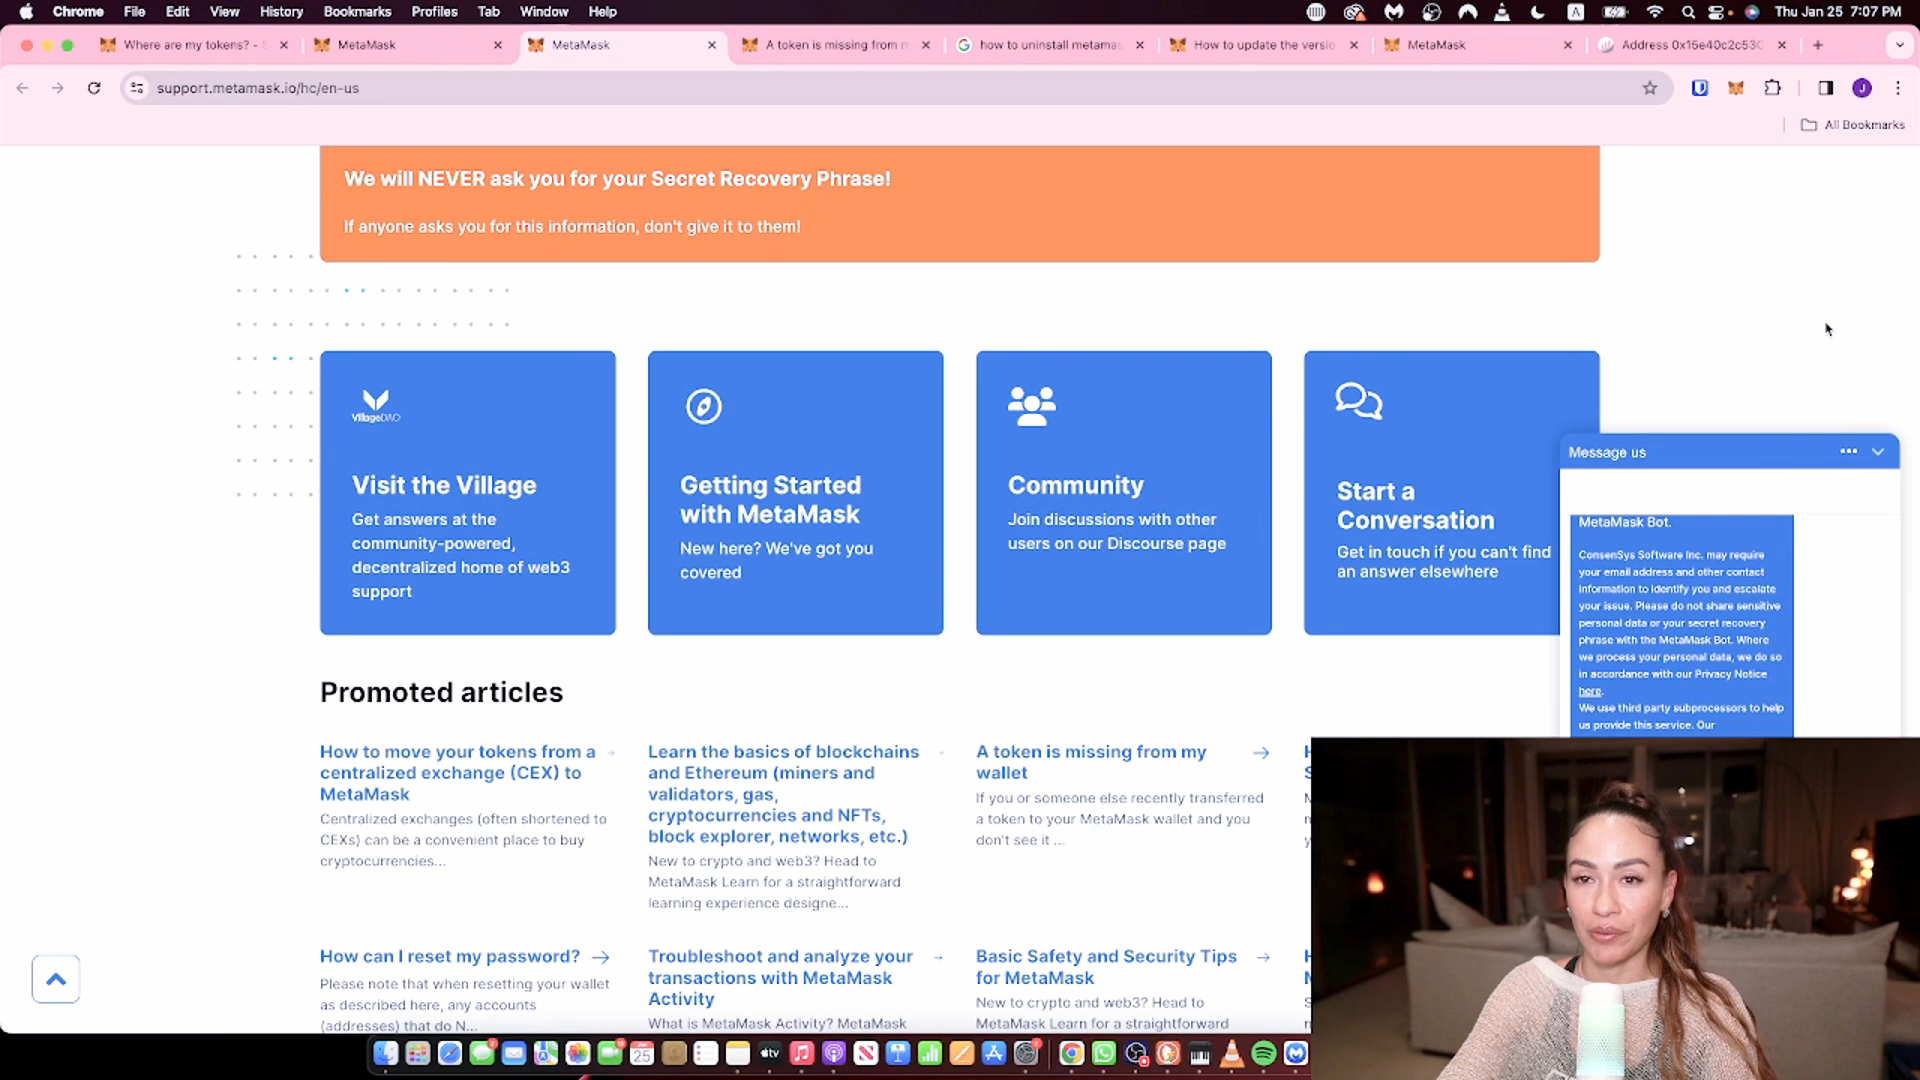 Chrome File Edit View History Bookmarks Profiles Tab Window Help
A
Thu Jan 25 7:07 PM
Where are my tokens? -
MetaMask
MetaMask
A token is missing from
how to uninstall metamas
How to update the versio
MetaMask
Address 0x15e40c2c53C
support.metamask.io/hc/en-us
J
All Bookmarks
We will NEVER ask you for your Secret Recovery Phrase!
If anyone asks you for this information, don't give it to them!
VillageDAO
Visit the Village
Get answers at the
community-powered,
decentralized home of web3
support
Getting Started
with MetaMask
New here? We've got you
covered
Community
Join discussions with other
users on our Discourse page
Start a
Conversation
Get in touch if you can't find
an answer elsewhere
Message us
MetaMask Bot.
ConsenSys Software Inc. may require
your email address and other contact
information to identify you and escalate
your issue. Please do not share sensitive
personal data or your secret recovery
phrase with the MetaMask Bot. Where
we process your personal data, we do so
in accordance with our Privacy Notice
here.
We use third party subprocessors to help
us provide this service. Our
Promoted articles
How to move your tokens from a
centralized exchange (CEX) to
MetaMask
Centralized exchanges (often shortened to
CEXs) can be a convenient place to buy
cryptocurrencies...
Learn the basics of blockchains
and Ethereum (miners and
validators, gas,
cryptocurrencies and NFTs,
block explorer, networks, etc.)
New to crypto and web3? Head to
MetaMask Learn for a straightforward
learning experience designe...
A token is missing from my
wallet
If you or someone else recently transferred
a token to your MetaMask wallet and you
don't see it ...
How can I reset my password?
Please note that when resetting your wallet
as described here, any accounts
(addresses) that do N...
Troubleshoot and analyze your
transactions with MetaMask
Activity
What is MetaMask Activity? MetaMask
Basic Safety and Security Tips
for MetaMask
New to crypto and web3? Head to
MetaMask Learn for a straightforward
25
tv